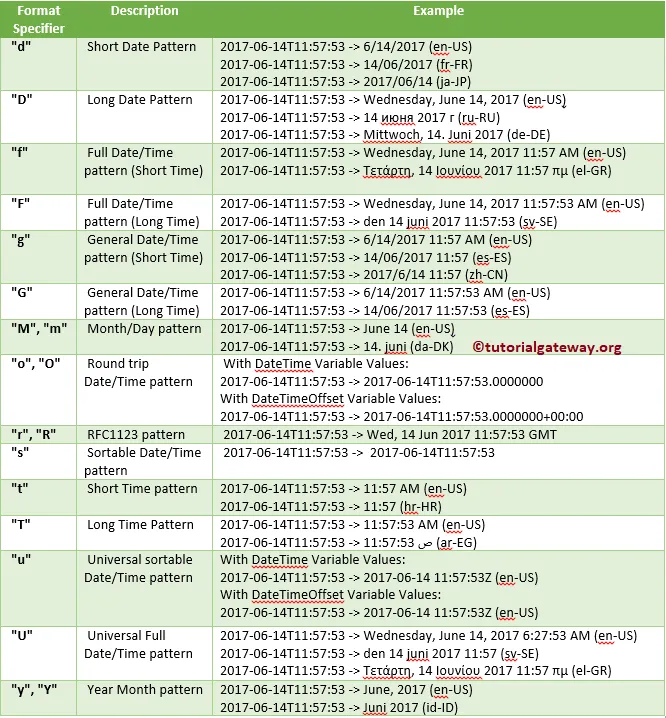 Format Specifier Description Example
"d" Short Date Pattern 2017-06-14T11:57:53 -> 6/14/2017 (en-US)
2017-06-14T11:57:53 -> 14/06/2017 (fr-FR)
2017-06-14T11:57:53 -> 2017/06/14 (ja-JP)
"D" Long Date Pattern 2017-06-14T11:57:53 -> Wednesday, June 14, 2017 (en-US)
2017-06-14T11:57:53 -> 14 июня 2017 г (ru-RU)
2017-06-14T11:57:53 -> Mittwoch, 14. Juni 2017 (de-DE)
"f" Full Date/Time 2017-06-14T11:57:53 -> Wednesday, June 14, 2017 11:57 AM (en-US)
pattern (Short Time) 2017-06-14T11:57:53 -> Τετάρτη, 14 Ιουνίου 2017 11:57 πμ (el-GR)
"F" Full Date/Time 2017-06-14T11:57:53 -> Wednesday, June 14, 2017 11:57:53 AM (en-US)
pattern (Long Time) 2017-06-14T11:57:53 -> den 14 juni 2017 11:57:53 (sv-SE)
"g" General Date/Time 2017-06-14T11:57:53 -> 6/14/2017 11:57 AM (en-US)
pattern (Short Time) 2017-06-14T11:57:53 -> 14/06/2017 11:57 (es-ES)
2017-06-14T11:57:53 -> 2017/6/14 11:57 (zh-CN)
"G" General Date/Time 2017-06-14T11:57:53 -> 6/14/2017 11:57:53 AM (en-US)
pattern (Long Time) 2017-06-14T11:57:53 -> 14/06/2017 11:57:53 (es-ES)
"M", "m" Month/Day pattern 2017-06-14T11:57:53 -> June 14 (en-US)
2017-06-14T11:57:53 -> 14. juni (da-DK) ©tutorialgateway.org
"o", "O" Round trip With DateTime Variable Values:
Date/Time pattern 2017-06-14T11:57:53 -> 2017-06-14T11:57:53.0000000
With DateTimeOffset Variable Values:
2017-06-14T11:57:53 -> 2017-06-14T11:57:53.0000000+00:00
"r", "R" RFC1123 pattern 2017-06-14T11:57:53 -> Wed, 14 Jun 2017 11:57:53 GMT
"s" Sortable Date/Time 2017-06-14T11:57:53 -> 2017-06-14T11:57:53
pattern
"t" Short Time pattern 2017-06-14T11:57:53 -> 11:57 AM (en-US)
2017-06-14T11:57:53 -> 11:57 (hr-HR)
"T" Long Time Pattern 2017-06-14T11:57:53 -> 11:57:53 AM (en-US)
2017-06-14T11:57:53 -> 11:57:53 ص (ar-EG)
"u" Universal sortable With DateTime Variable Values:
Date/Time pattern 2017-06-14T11:57:53 -> 2017-06-14 11:57:53Z (en-US)
With DateTimeOffset Variable Values:
2017-06-14T11:57:53 -> 2017-06-14 11:57:53Z (en-US)
"U" Universal Full 2017-06-14T11:57:53 -> Wednesday, June 14, 2017 6:27:53 AM (en-US)
Date/Time pattern 2017-06-14T11:57:53 -> den 14 juni 2017 11:57 (sv-SE)
2017-06-14T11:57:53 -> Τετάρτη, 14 Ιουνίου 2017 11:57 πμ (el-GR)
"y", "Y" Year Month pattern 2017-06-14T11:57:53 -> June, 2017 (en-US)
2017-06-14T11:57:53 -> Juni 2017 (id-ID)